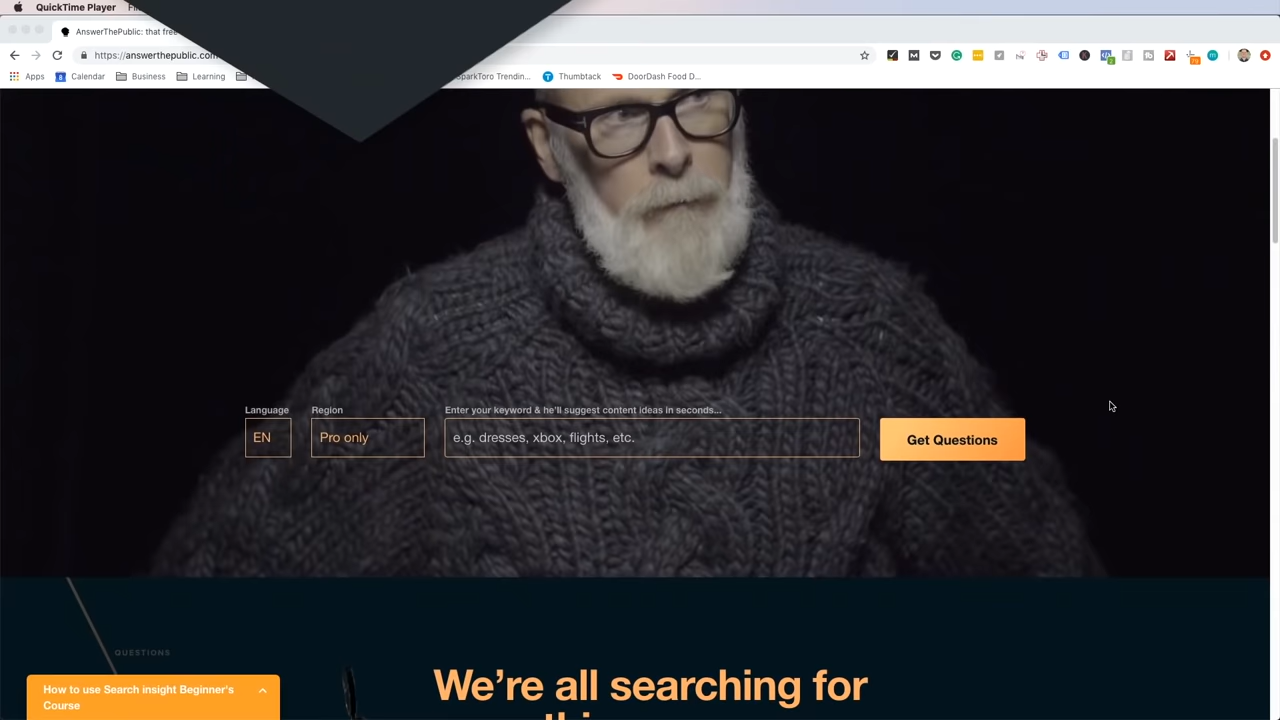 QuickTime Player
AnswerThePublic: that free
https://answerthepublic.com
Apps Calendar Business Learning SparkToro Trendin... Thumbtack DoorDash Food D...
Language Region Enter your keyword & he'll suggest content ideas in seconds...
EN Pro only e.g. dresses, xbox, flights, etc. Get Questions
QUESTIONS
We're all searching for
How to use Search insight Beginner's
Course